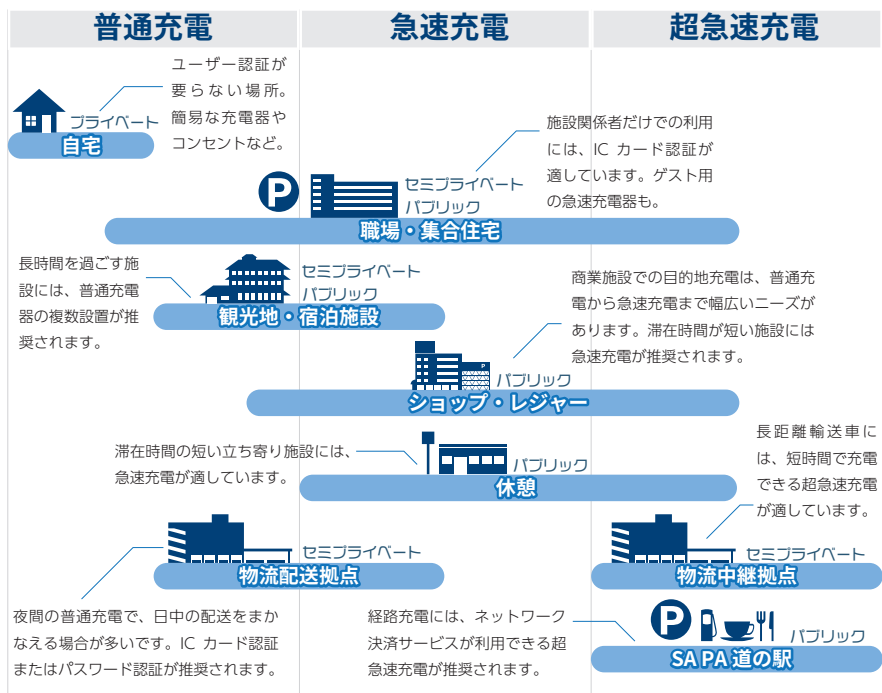 普通充電
急速充電
超急速充電
ユーザー認証が
要らない場所。
簡易な充電器や
コンセントなど。
プライベート
自宅
施設関係者だけでの利用
には、IC カード認証が
適しています。ゲスト用
の急速充電器も。
P
セミプライベート
パブリック
職場・集合住宅
長時間を過ごす施
設には、普通充電
器の複数設置が推
奨されます。
セミプライベート
パブリック
観光地・宿泊施設
商業施設での目的地充電は、普通充
電から急速充電まで幅広いニーズが
あります。滞在時間が短い施設には
急速充電が推奨されます。
P
パブリック
ショップ・レジャー
滞在時間の短い立ち寄り施設には、
急速充電が適しています。
パブリック
休憩
長距離輸送車に
は、短時間で充電
できる超急速充電
が適しています。
セミプライベート
物流配送拠点
セミプライベート
物流中継拠点
夜間の普通充電で、日中の配送をまか
なえる場合が多いです。IC カード認証
またはパスワード認証が推奨されます。
経路充電には、ネットワーク
決済サービスが利用できる超
急速充電が推奨されます。
P
パブリック
SA PA 道の駅